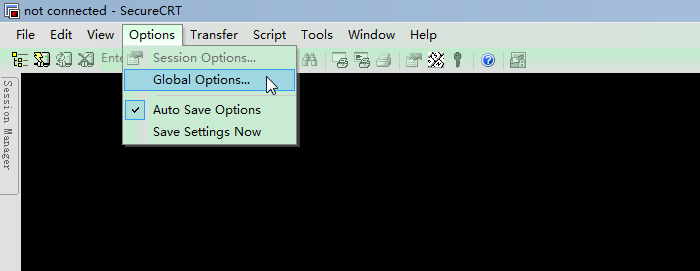 not connected - SecureCRT
File Edit View Options Transfer Script Tools Window Help
Ente
Session Options...
Global Options...
Auto Save Options
Save Settings Now
Session Manager